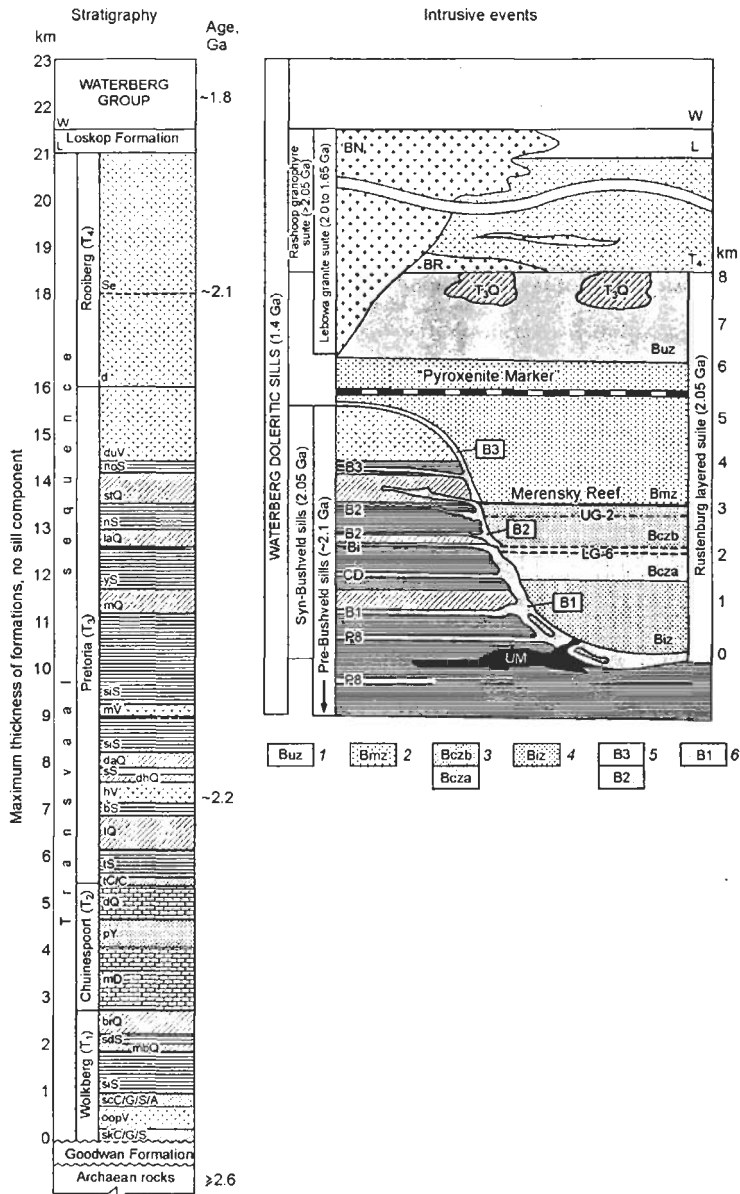 Stratigraphy
Intrusive events
km
Age,
Ga
23
22
21
20
19
18
17
16
15
14
13
12
11
10
9
8
7
6
5
4
3
2
1
0
Maximum thickness of formations, no sill component
WATERBERG
GROUP
W
L
Loskop Formation
Transvaal sequence
Rooiberg (T4)
Pretoria (T3)
Chuinespoort (T2)
Wolkberg (T1)
Se
d
duV
noS
stQ
nS
laQ
yS
mQ
siS
mV
siS
daQ
sS
dhQ
hV
bS
tQ
tS
tC/C
dQ
pY
mD
brQ
sdS
mbQ
siS
scC/G/S/A
oopV
skC/G/S
Goodwan Formation
Archaean rocks
~1.8
~2.1
~2.2
≥2.6
WATERBERG DOLERITIC SILLS (1.4 Ga)
Rashoop granophyre
suite (>2.05 Ga)
Lebowa granite suite (2.0 to 1.65 Ga)
Syn-Bushveld sills (2.05 Ga)
Pre-Bushveld sills (~2.1 Ga)
W
BN
L
T4
BR
T3Q
T3Q
Buz
"Pyroxenite Marker
B3
B3
Merensky Reef
Bmz
B2
UG-2
B2
B2
Bczb
Bi
LG-6
CD
Bcza
B1
B1
P8
Biz
UM
P8
km
8
7
6
5
4
3
2
1
0
Rustenburg layered suite (2.05 Ga)
Buz 1
Bmz 2
Bczb 3
Biz 4
B3 5
B1 6
Bcza
B2